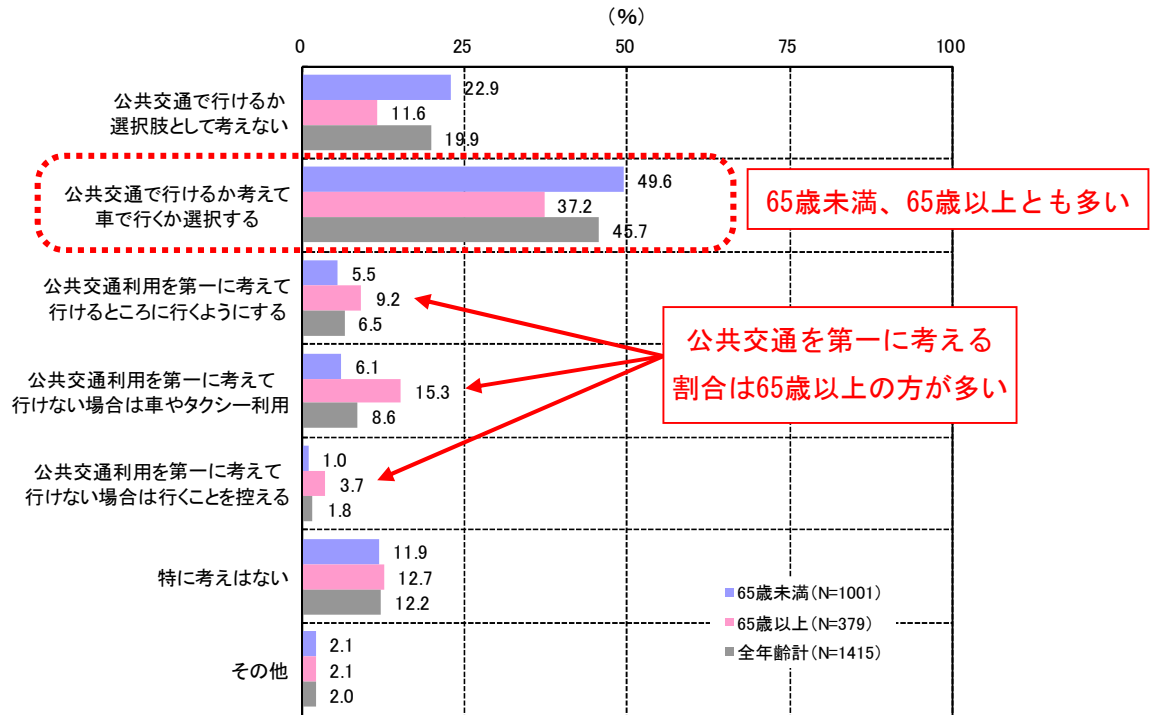 (%)
0 25 50 75 100
公共交通で行けるか
選択肢として考えない
22.9
11.6
19.9
公共交通で行けるか考えて
車で行くか選択する
49.6
37.2
45.7
65歳未満、65歳以上とも多い
公共交通利用を第一に考えて
行けるところに行くようにする
5.5
9.2
6.5
公共交通を第一に考える
割合は65歳以上の方が多い
公共交通利用を第一に考えて
行けない場合は車やタクシー利用
6.1
15.3
8.6
公共交通利用を第一に考えて
行けない場合は行くことを控える
1.0
3.7
1.8
特に考えはない
11.9
12.7
12.2
その他
2.1
2.1
2.0
65歳未満(N=1001)
65歳以上(N=379)
全年齢計(N=1415)